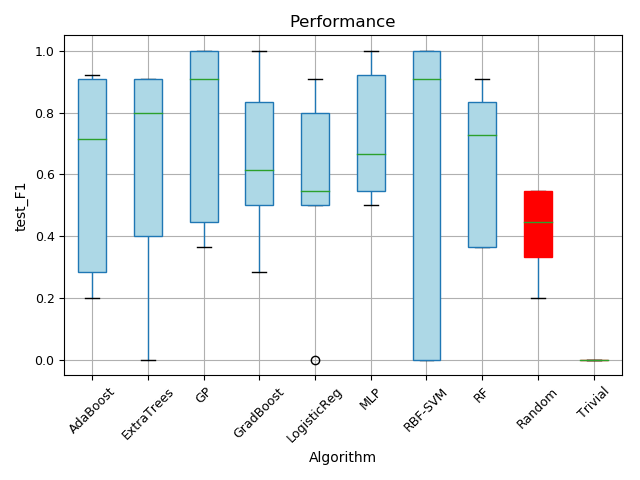 Performance
test_F1
1.0
0.8
0.6
0.4
0.2
0.0
AdaBoost
ExtraTrees
GP
GradBoost
LogisticReg
MLP
RBF-SVM
RF
Random
Trivial
Algorithm